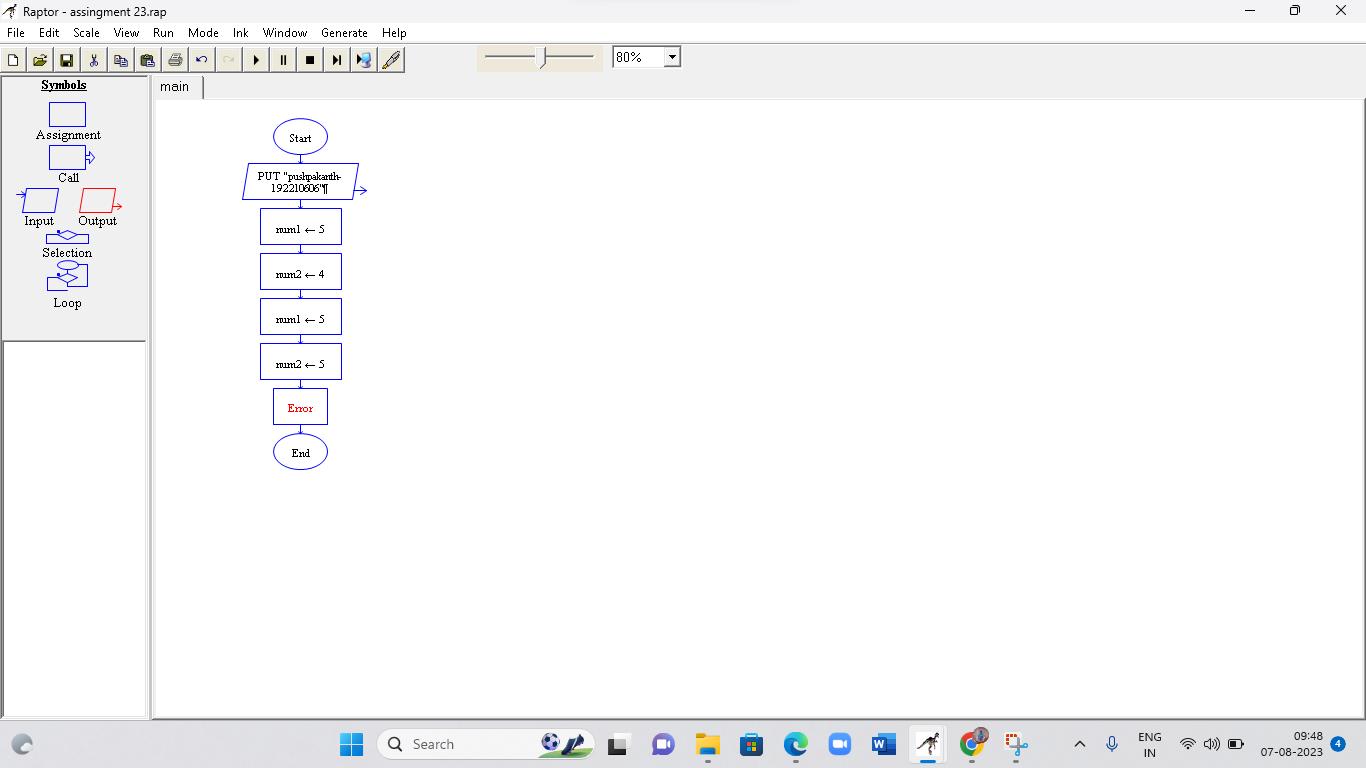 Raptor - assingment 23.rap
File Edit Scale View Run Mode Ink Window Generate Help
80%
Symbols
main
Assignment
Call
Input Output
Selection
Loop
Start
PUT "pushpakanth-
192210606"¶
num1 ← 5
num2 ← 4
num1 ← 5
num2 ← 5
Error
End
Search
ENG
IN
09:48
07-08-2023
4